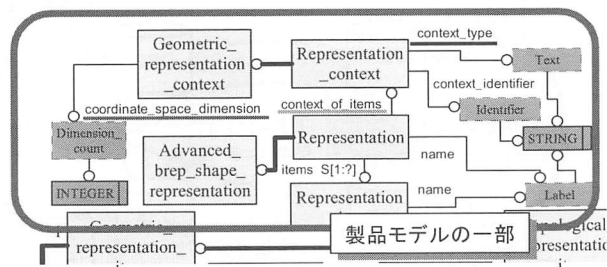 context_type
Geometric_
representation
_context
Representation
_context
Text
context_identifier
Identifier
coordinate_space_dimension
context_of_items
Dimension_
count
Advanced_
brep_shape_
representation
Representation
STRING
name
items S[1:?]
INTEGER
Representation
name
Label
Geometric_
representation_
製品モデルの一部